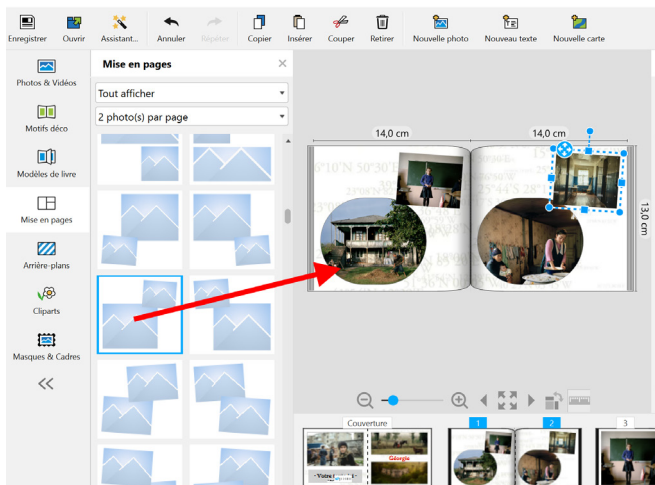 Enregistrer Ouvrir Assistant... Annuler Répéter Copier Insérer Couper Retirer Nouvelle photo Nouveau texte Nouvelle carte
Photos & Vidéos
Motifs déco
Modèles de livre
Mise en pages
Arrière-plans
Cliparts
Masques & Cadres
Mise en pages
Tout afficher
2 photo(s) par page
14,0 cm 14,0 cm
13,0 cm
Couverture 1 2 3
Géorgie